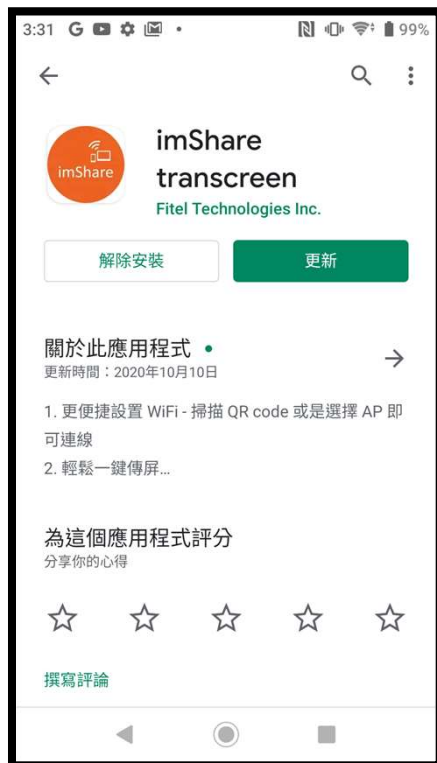 3:31 G 99%
imShare
imShare
transcreen
Fitel Technologies Inc.
解除安裝
更新
關於此應用程式 •
更新時間：2020年10月10日
1. 更便捷設置 WiFi - 掃描 QR code 或是選擇 AP 即
可連線
2. 輕鬆一鍵傳屏...
為這個應用程式評分
分享你的心得
撰寫評論